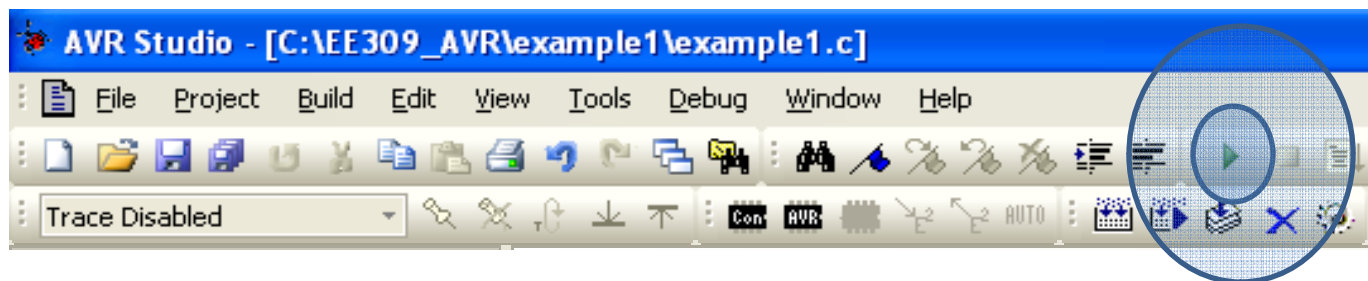 AVR Studio - [C:\EE309_AVR\example1\example1.c]
File Project Build Edit View Tools Debug Window Help
Trace Disabled Con AVR AUTO